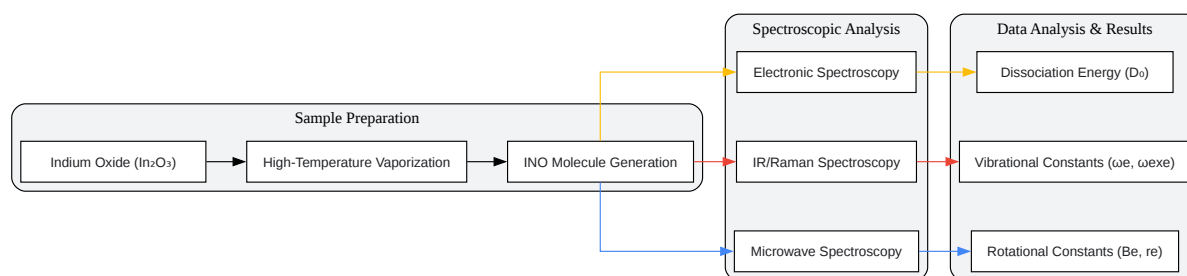 Spectroscopic Analysis
Data Analysis & Results
Electronic Spectroscopy
Dissociation Energy (D₀)
Sample Preparation
Indium Oxide (In₂O₃)
High-Temperature Vaporization
INO Molecule Generation
IR/Raman Spectroscopy
Vibrational Constants (ωe, ωexe)
Microwave Spectroscopy
Rotational Constants (Be, re)